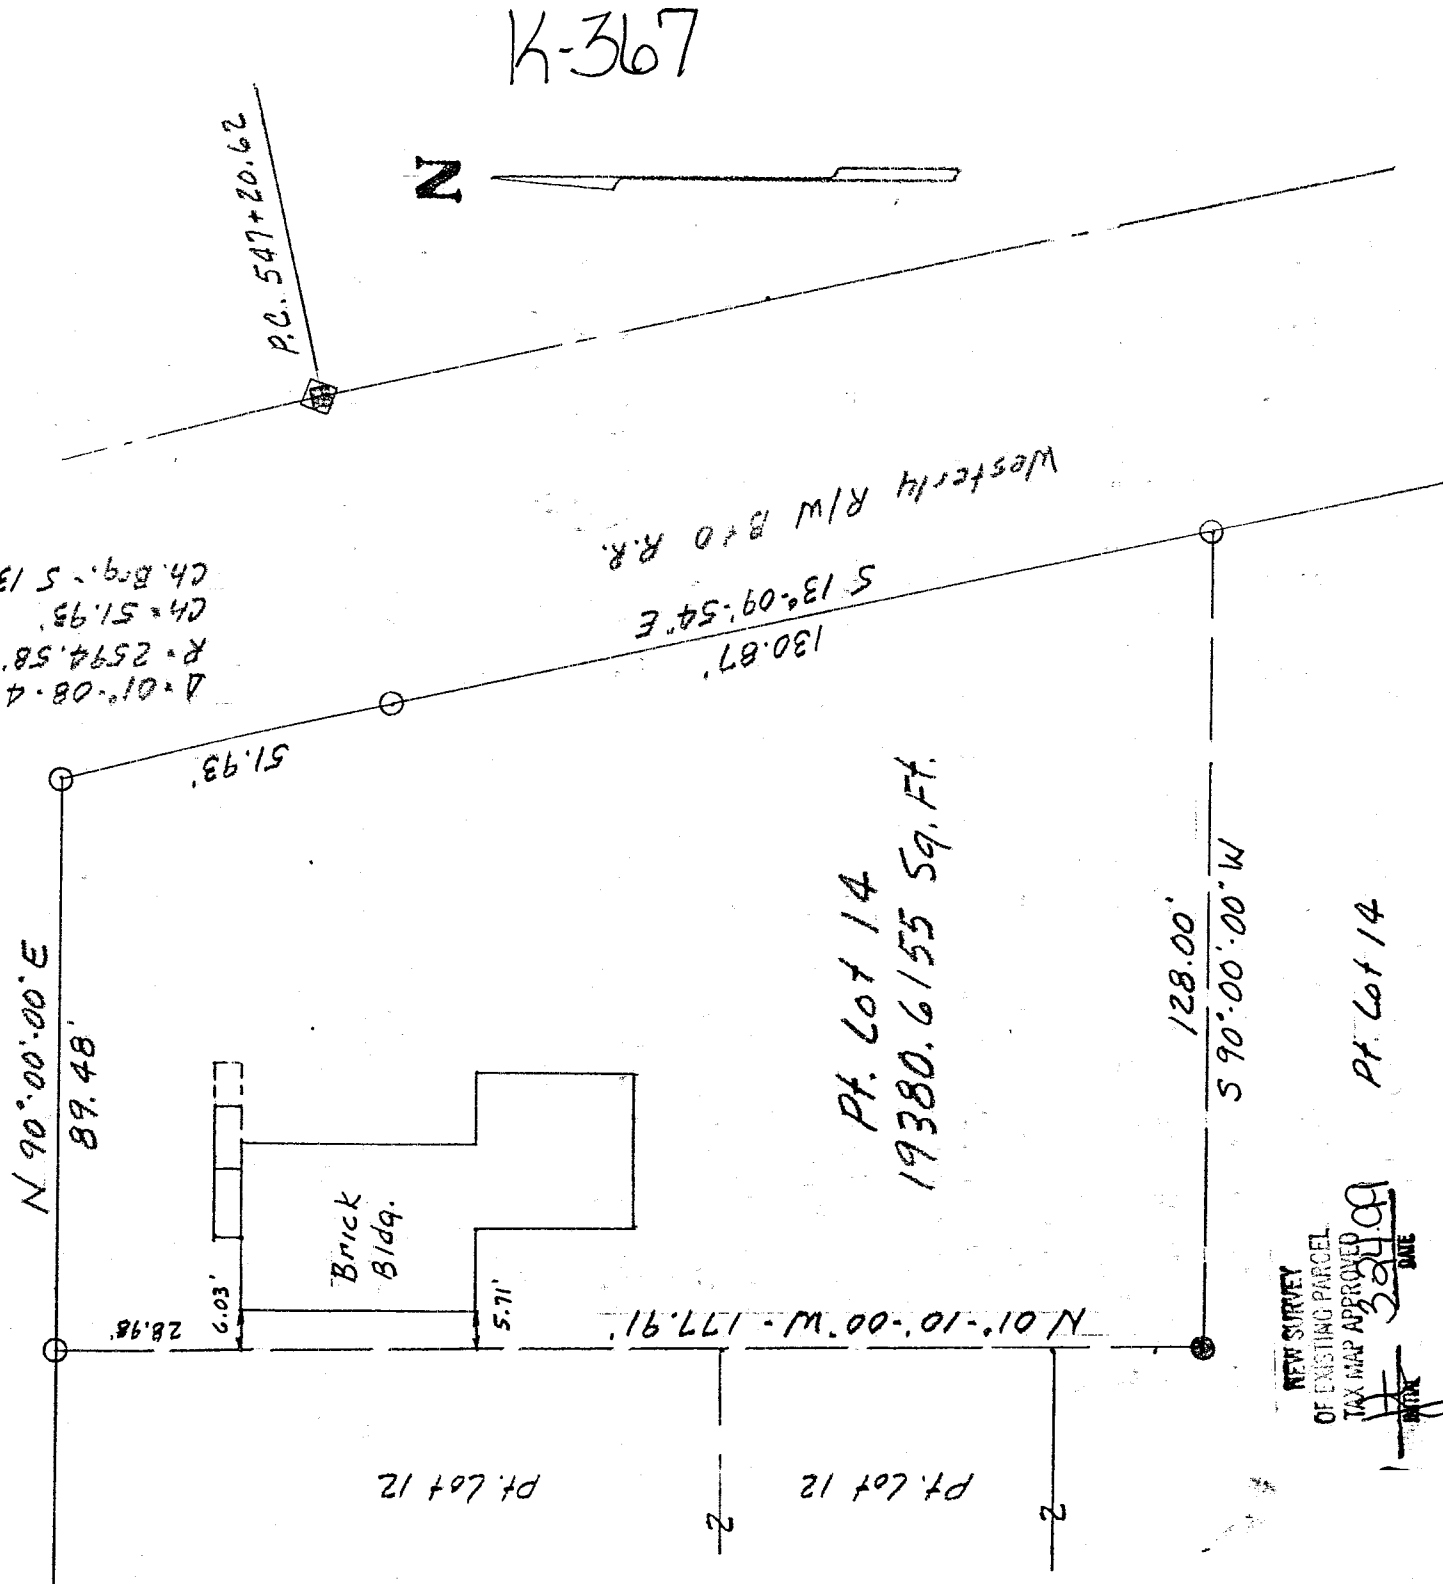 K-367
P.C. 547+20.62
N
Westerly R/W B&O R.R.
S 13°-09'-54" E
130.87'
Δ=01°-08-4
R=2594.58'
Ch=51.93'
Ch. Brg.- S 13
51.93'
N 90°-00'-00" E
89.48'
Pt. Lot 14
19380.6155 Sq. Ft.
128.00'
S 90°-00'-00" W
Pt. Lot 14
Brick
Bldg.
28.98'
6.03'
5.71'
N 01°-10'-00" W - 177.91'
Pt. Lot 12
Pt. Lot 12
NEW SURVEY
OF EXISTING PARCEL
TAX MAP APPROVED
INITIAL
DATE